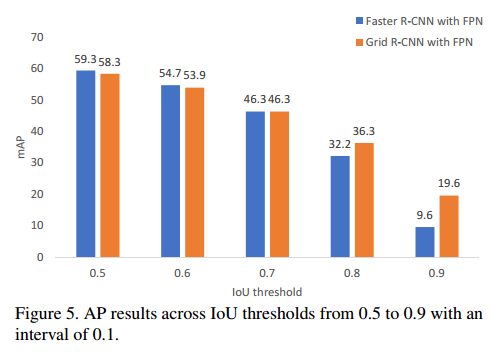 Faster R-CNN with FPN
Grid R-CNN with FPN
70
60
50
40
30
20
10
0
mAP
59.3 58.3
54.7 53.9
46.3 46.3
32.2 36.3
9.6 19.6
0.5 0.6 0.7 0.8 0.9
IoU threshold
Figure 5. AP results across IoU thresholds from 0.5 to 0.9 with an
interval of 0.1.